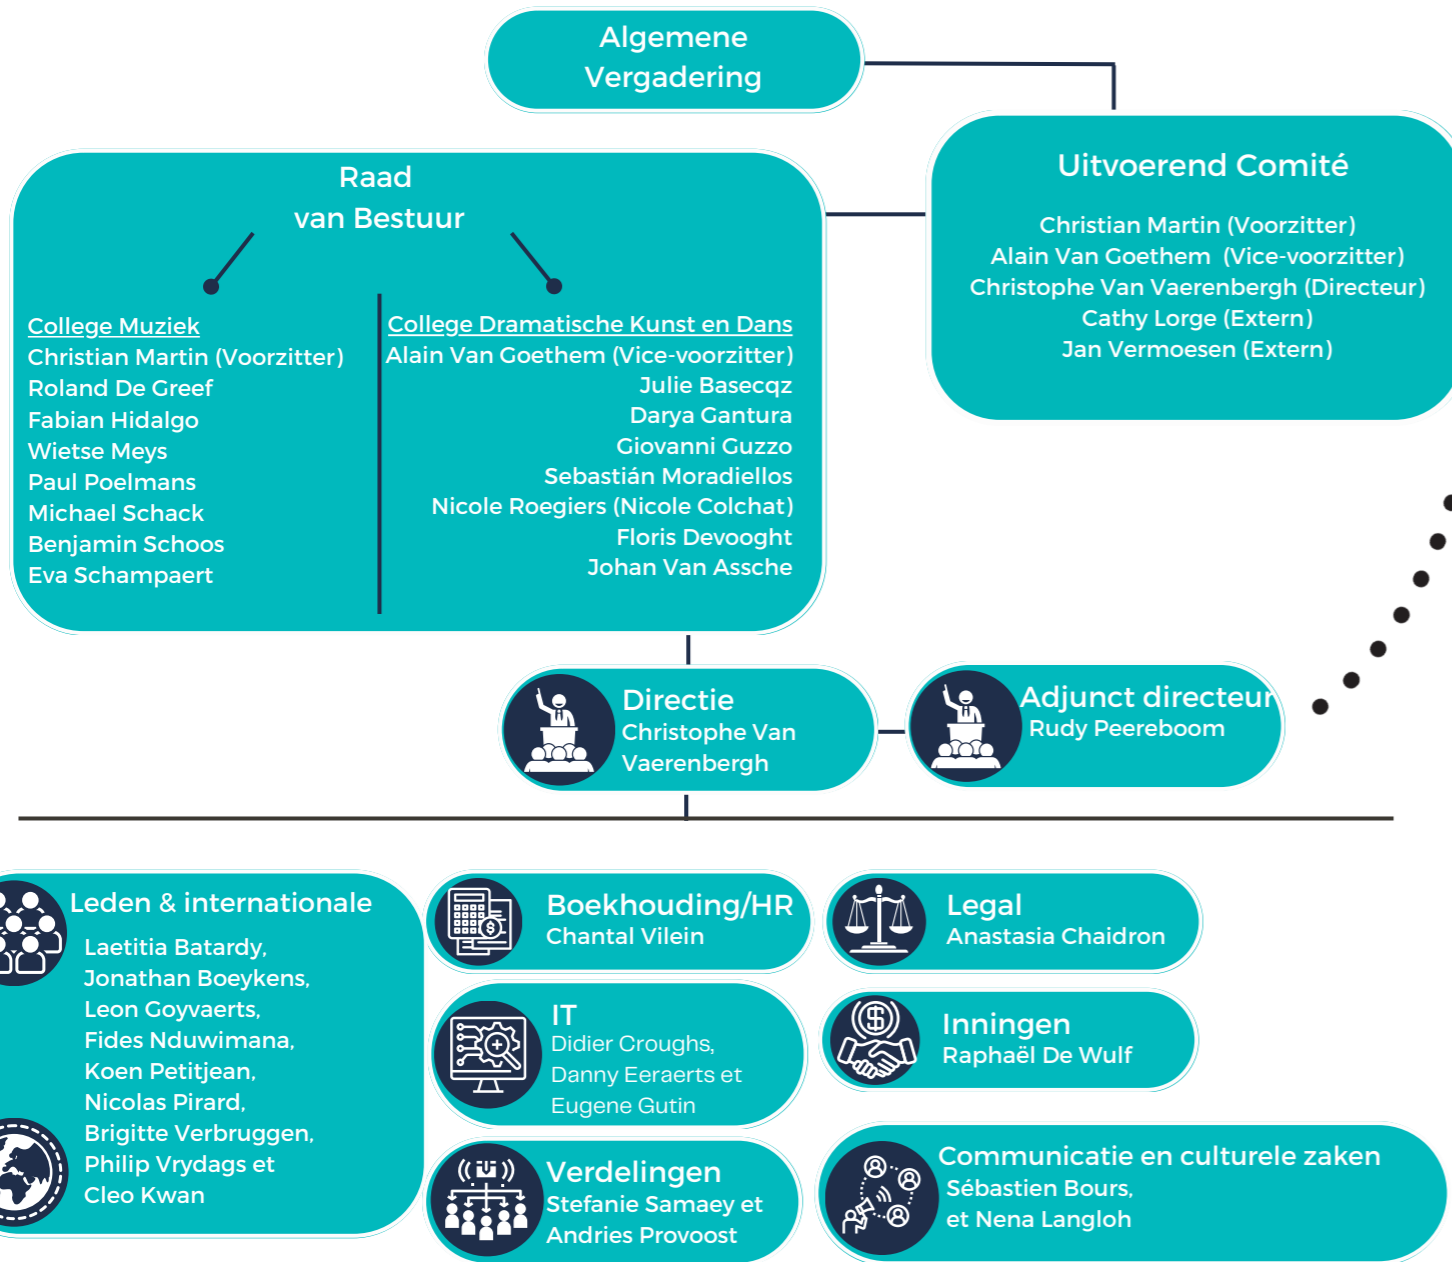 Algemene
Vergadering
Uitvoerend Comité
Christian Martin (Voorzitter)
Alain Van Goethem (Vice-voorzitter)
Christophe Van Vaerenbergh (Directeur)
Cathy Lorge (Extern)
Jan Vermoesen (Extern)
Raad
van Bestuur
College Muziek
Christian Martin (Voorzitter)
Roland De Greef
Fabian Hidalgo
Wietse Meys
Paul Poelmans
Michael Schack
Benjamin Schoos
Eva Schampaert
College Dramatische Kunst en Dans
Alain Van Goethem (Vice-voorzitter)
Julie Basecqz
Darya Gantura
Giovanni Guzzo
Sebastián Moradiellos
Nicole Roegiers (Nicole Colchat)
Floris Devooght
Johan Van Assche
Directie
Christophe Van
Vaerenbergh
Adjunct directeur
Rudy Peereboom
Leden & internationale
Laetitia Batardy,
Jonathan Boeykens,
Leon Goyvaerts,
Fides Nduwimana,
Koen Petitjean,
Nicolas Pirard,
Brigitte Verbruggen,
Philip Vrydags et
Cleo Kwan
Boekhouding/HR
Chantal Vilein
IT
Didier Croughs,
Danny Eeraerts et
Eugene Gutin
Verdelingen
Stefanie Samaey et
Andries Provoost
Legal
Anastasia Chaidron
Inningen
Raphaël De Wulf
Communicatie en culturele zaken
Sébastien Bours,
et Nena Langloh